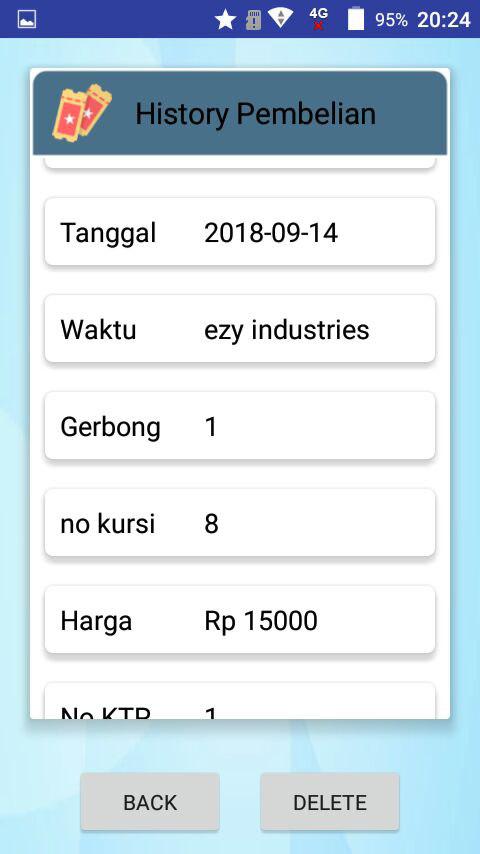 4G
95% 20:24
History Pembelian
Tanggal 2018-09-14
Waktu ezy industries
Gerbong 1
no kursi 8
Harga Rp 15000
No KTP 1
BACK DELETE